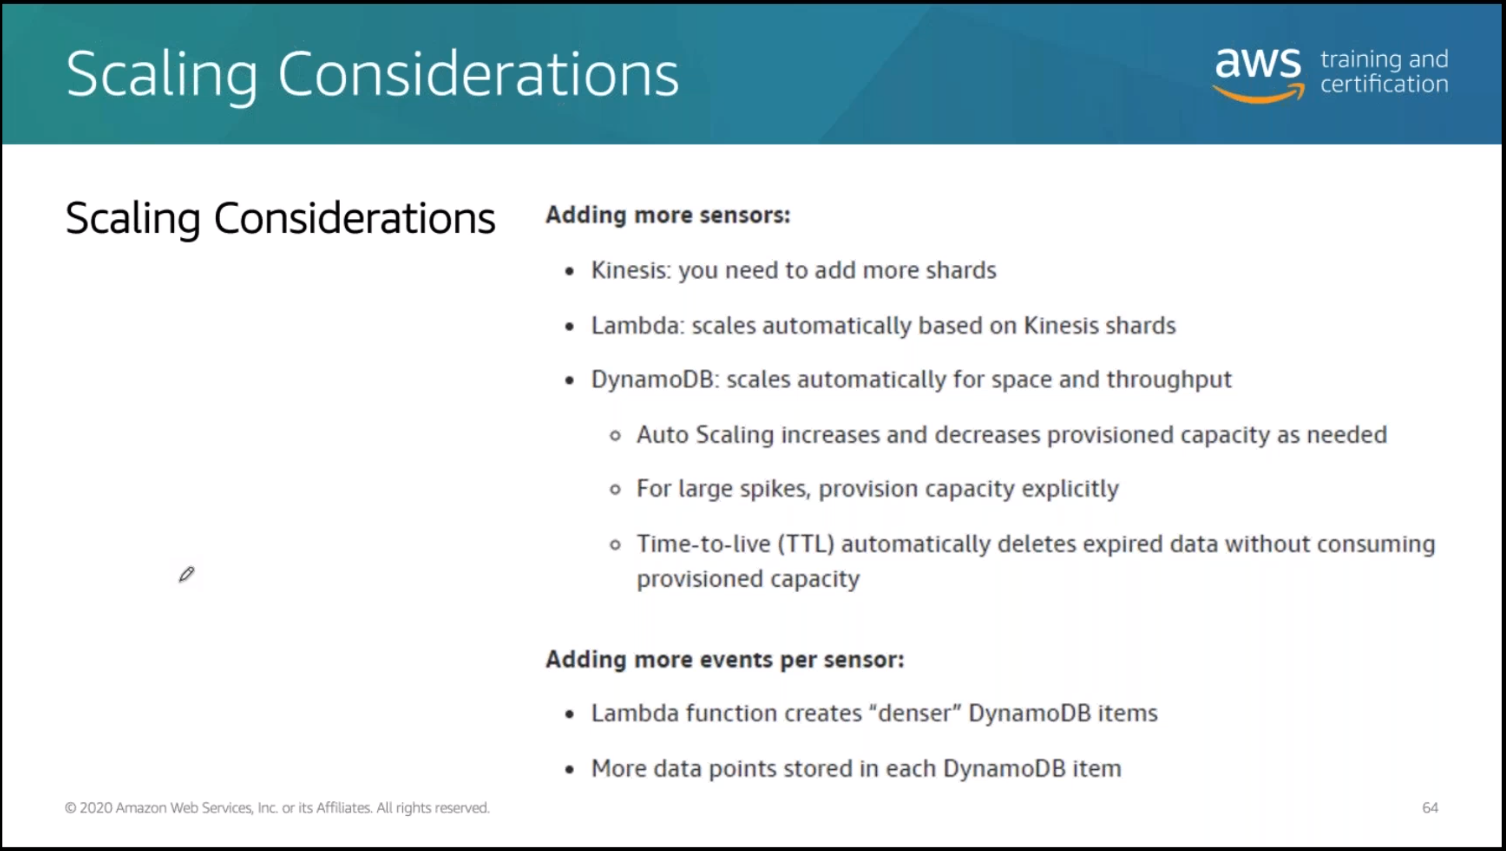 Scaling Considerations
aws training and
certification
Scaling Considerations
Adding more sensors:
• Kinesis: you need to add more shards
• Lambda: scales automatically based on Kinesis shards
• DynamoDB: scales automatically for space and throughput
◦ Auto Scaling increases and decreases provisioned capacity as needed
◦ For large spikes, provision capacity explicitly
◦ Time-to-live (TTL) automatically deletes expired data without consuming
provisioned capacity
Adding more events per sensor:
• Lambda function creates “denser” DynamoDB items
• More data points stored in each DynamoDB item
© 2020 Amazon Web Services, Inc. or its Affiliates. All rights reserved.
64